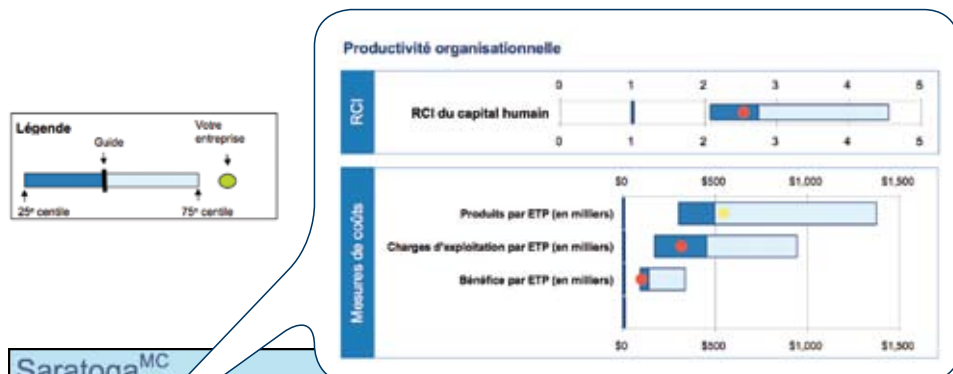 Productivité organisationnelle
RCI
0 1 2 3 4 5
RCI du capital humain
0 1 2 3 4 5
Légende
Guide
Votre
entreprise
25e centile
75e centile
Mesures de coûts
$0 $500 $1,000 $1,500
Produits par ETP (en milliers)
Charges d'exploitation par ETP (en milliers)
Bénéfice par ETP (en milliers)
$0 $500 $1,000 $1,500
Saratoga MC